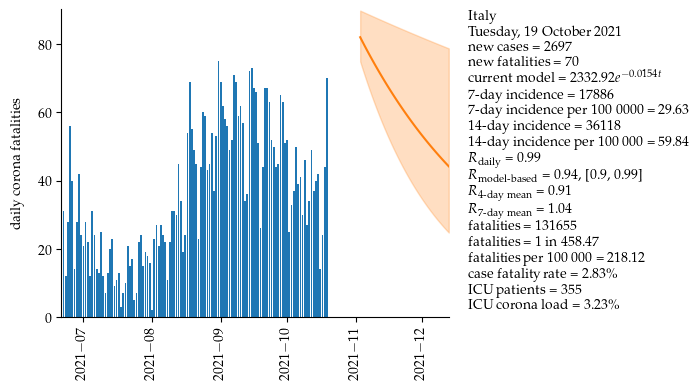 80
60
40
20
0
daily corona fatalities
2021−07
2021−08
2021−09
2021−10
2021−11
2021−12
Italy
Tuesday, 19 October 2021
new cases = 2697
new fatalities = 70
current model = 2332.92e^−0.0154t
7-day incidence = 17886
7-day incidence per 100 0000 = 29.63
14-day incidence = 36118
14-day incidence per 100 000 = 59.84
R_daily = 0.99
R_model-based = 0.94, [0.9, 0.99]
R_4-day mean = 0.91
R_7-day mean = 1.04
fatalities = 131655
fatalities = 1 in 458.47
fatalities per 100 000 = 218.12
case fatality rate = 2.83%
ICU patients = 355
ICU corona load = 3.23%